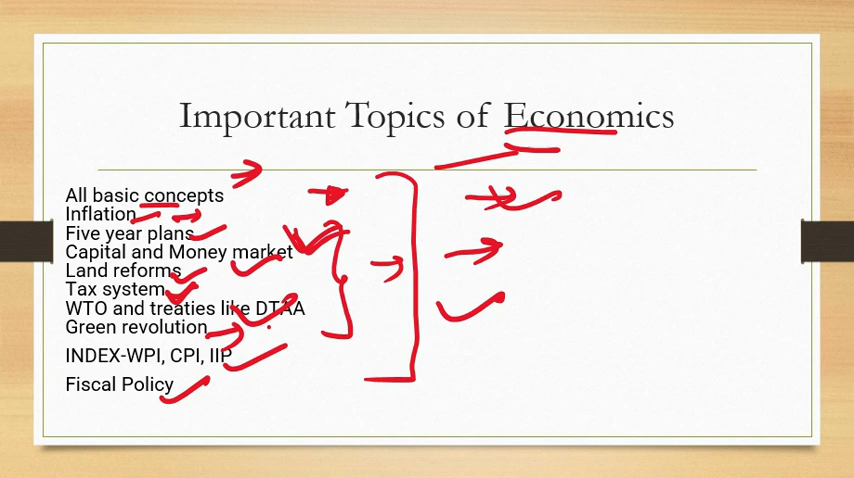 Important Topics of Economics
All basic concepts
Inflation
Five year plans
Capital and Money market
Land reforms
Tax system
WTO and treaties like DTAA
Green revolution
INDEX-WPI, CPI, IIP
Fiscal Policy